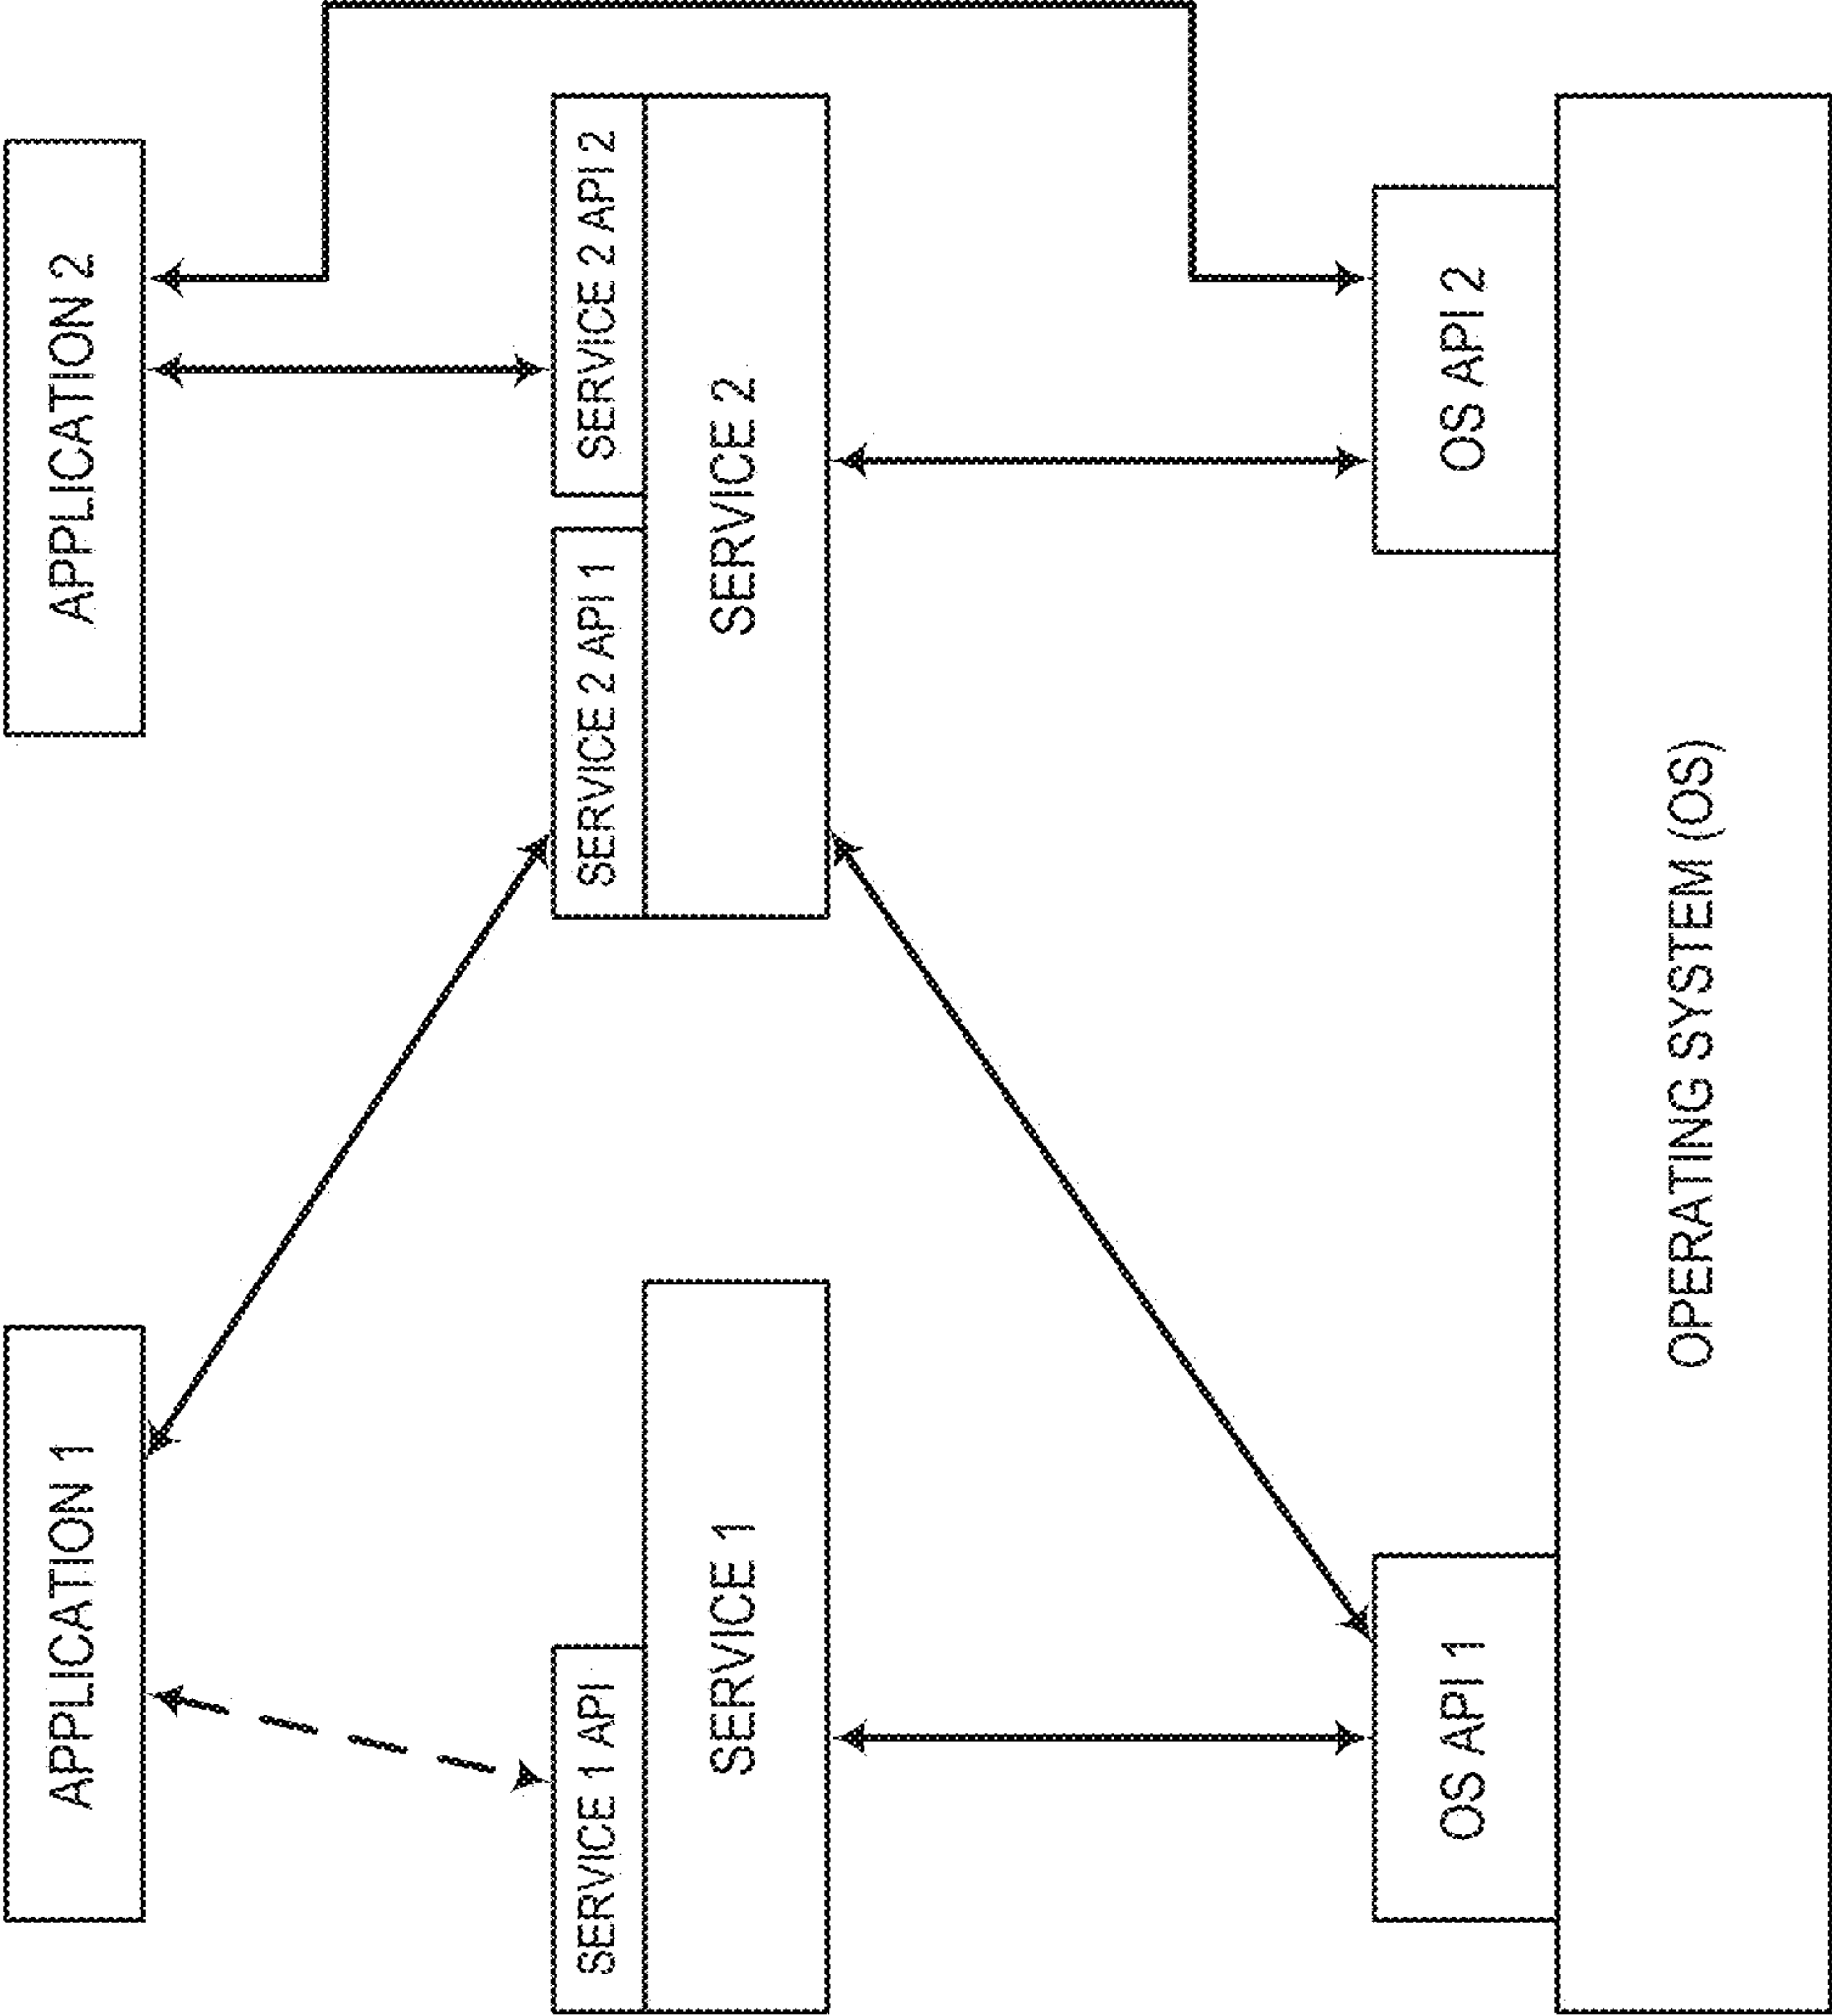 APPLICATION 1
APPLICATION 2
SERVICE 1 API
SERVICE 2 API 1
SERVICE 2 API 2
SERVICE 1
SERVICE 2
OS API 1
OS API 2
OPERATING SYSTEM (OS)